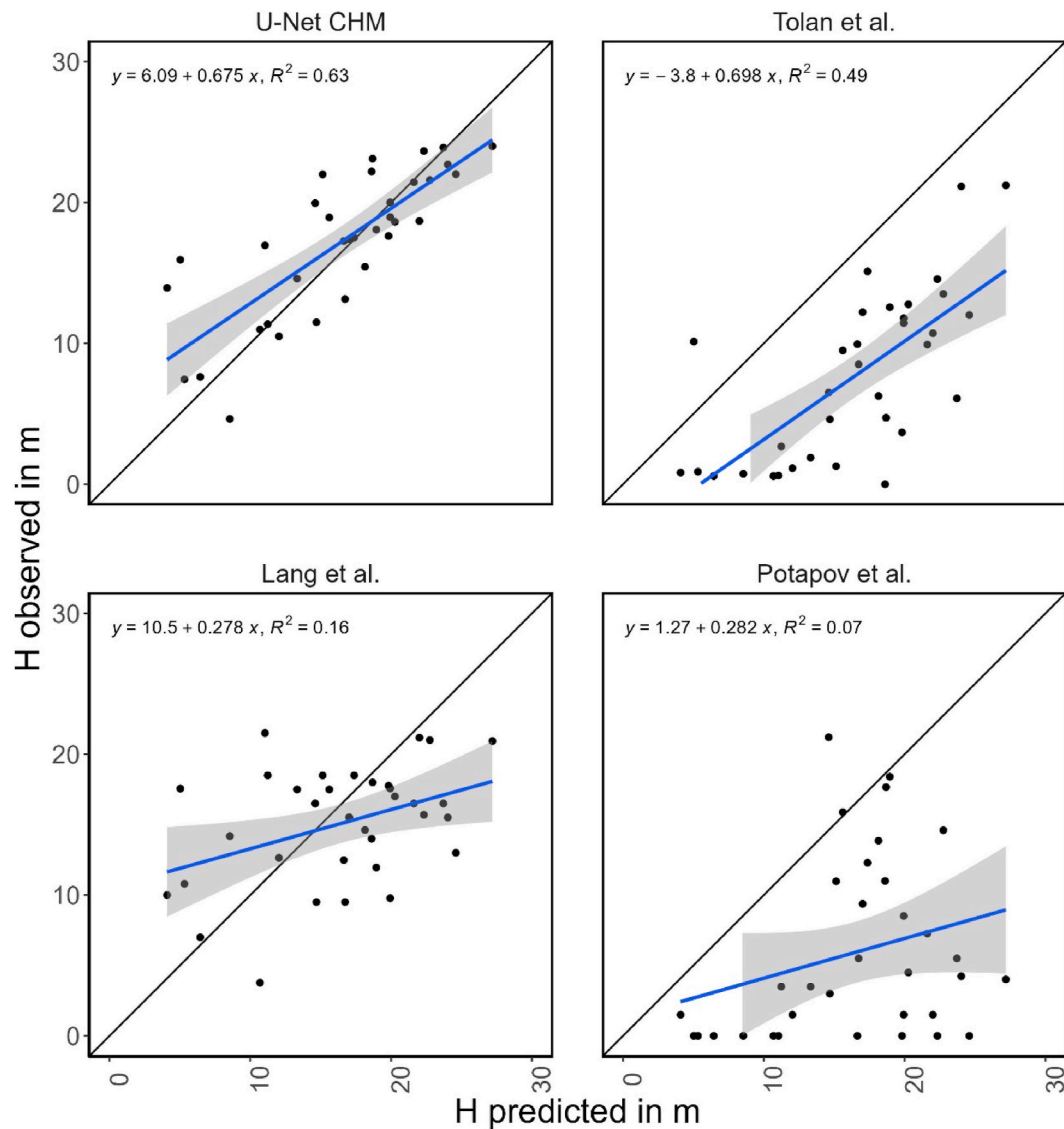 U-Net CHM
Tolan et al.
30
20
10
0
y = 6.09 + 0.675 x, R² = 0.63
y = − 3.8 + 0.698 x, R² = 0.49
H observed in m
Lang et al.
Potapov et al.
30
20
10
0
y = 10.5 + 0.278 x, R² = 0.16
y = 1.27 + 0.282 x, R² = 0.07
0 10 20 30
0 10 20 30
H predicted in m